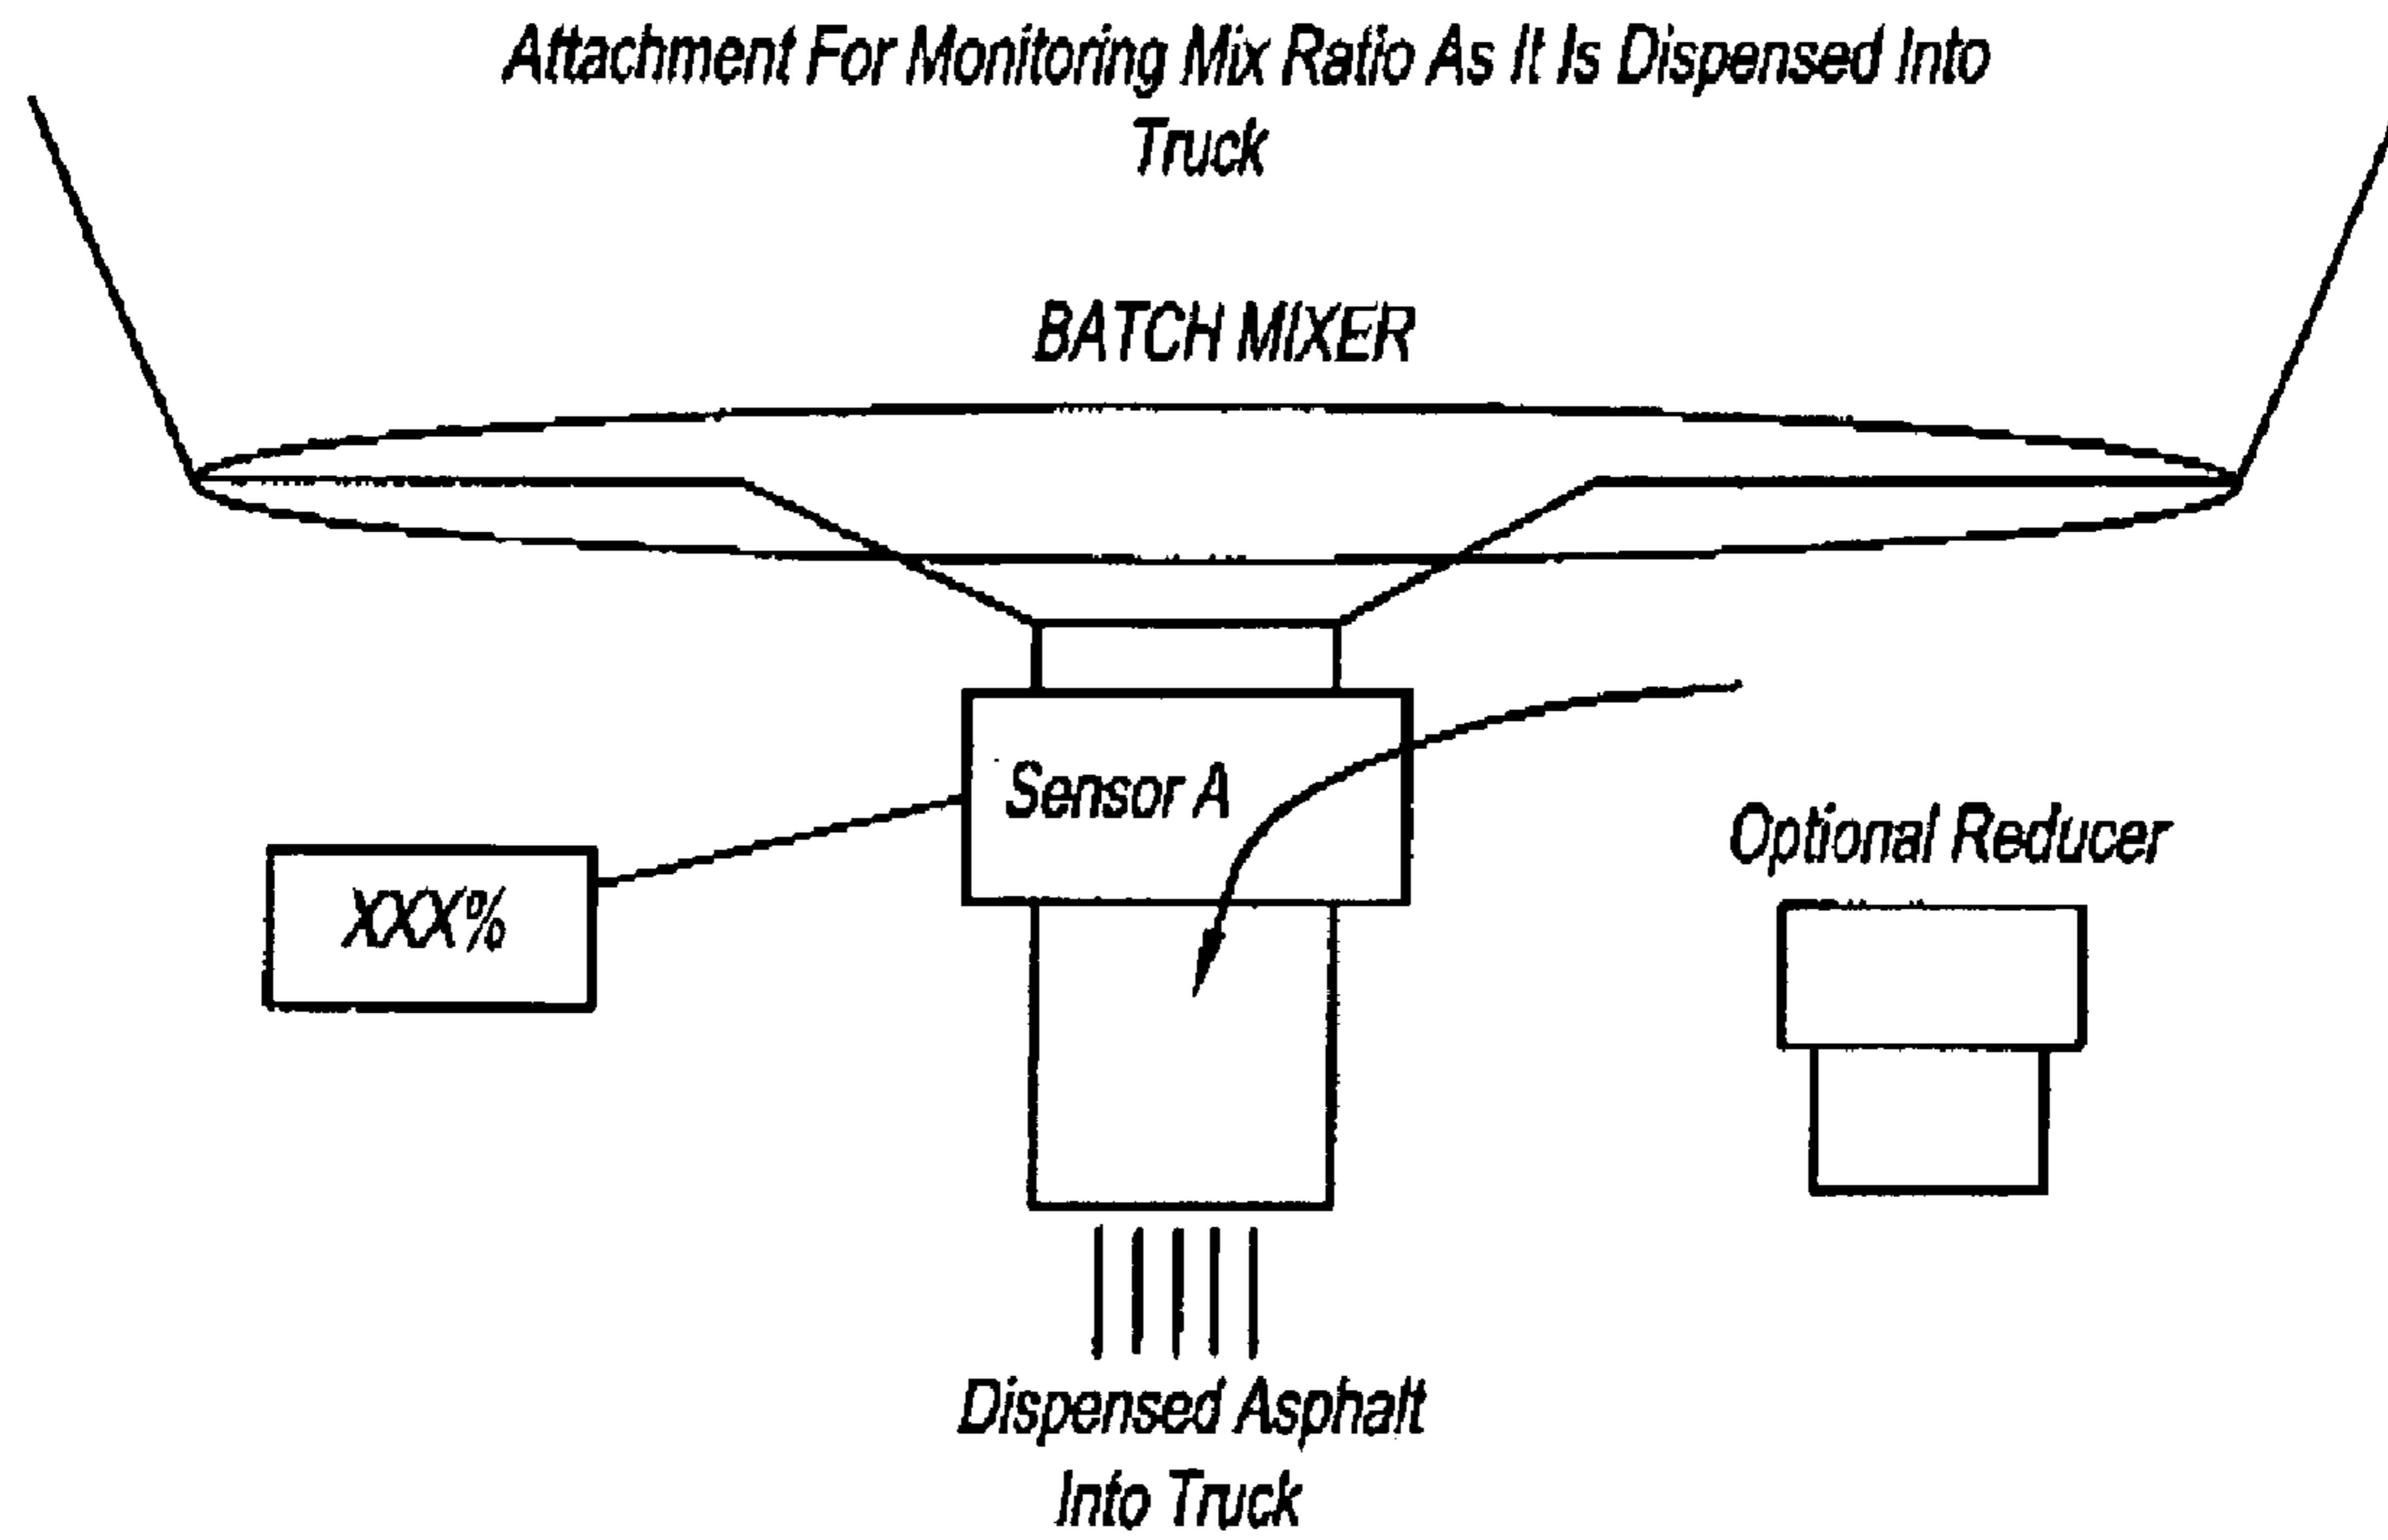 Attachment For Monitoring Mix Ratio As It Is Dispensed Into
Truck
BATCH MIXER
Sensor A
Optional Reducer
XXX%
Dispensed Asphalt
Into Truck